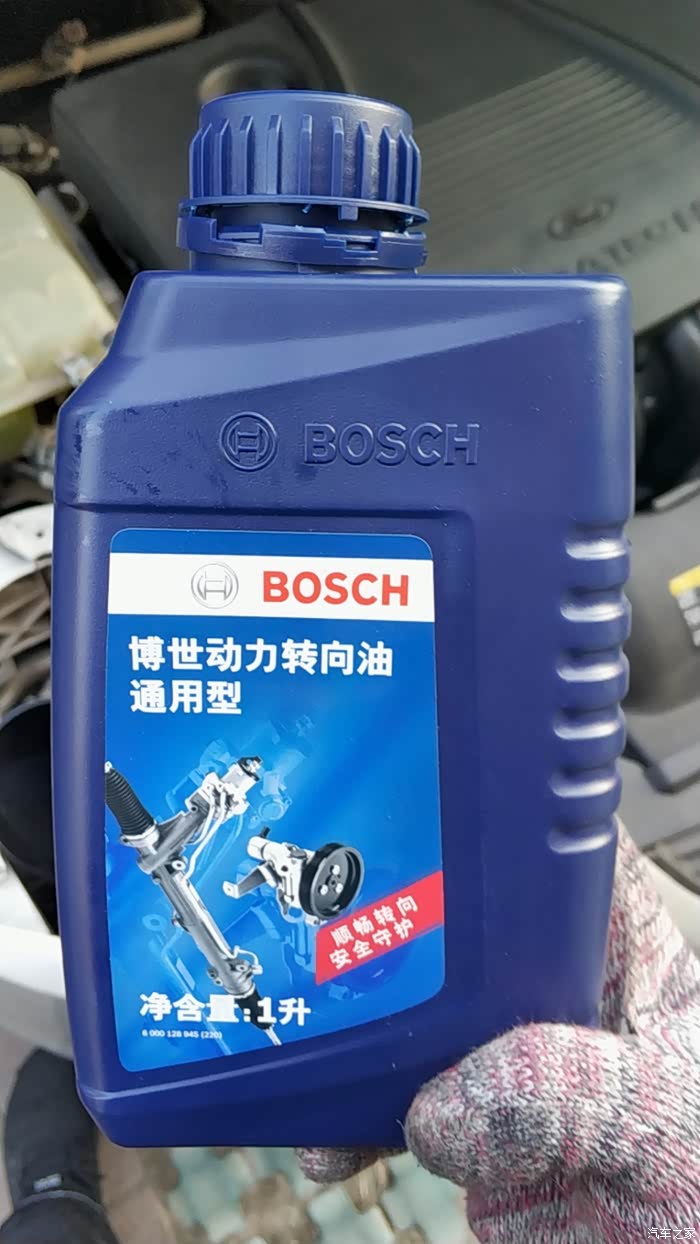 BOSCH
BOSCH
博世动力转向油
通用型
顺畅转向
安全守护
净含量:1升
6 000 128 945 (220)
汽车之家